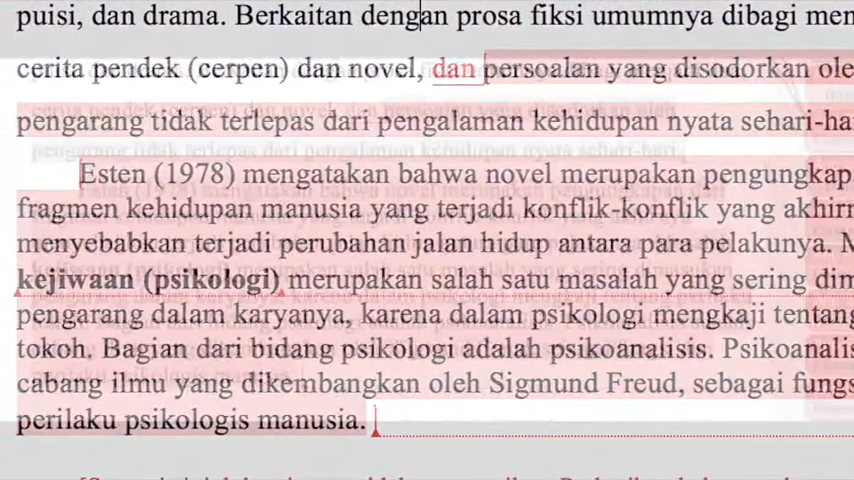 puisi, dan drama. Berkaitan dengan prosa fiksi umumnya dibagi men
cerita pendek (cerpen) dan novel, dan persoalan yang disodorkan ole
pengarang tidak terlepas dari pengalaman kehidupan nyata sehari-ha
Esten (1978) mengatakan bahwa novel merupakan pengungkap
fragmen kehidupan manusia yang terjadi konflik-konflik yang akhirn
menyebabkan terjadi perubahan jalan hidup antara para pelakunya. M
kejiwaan (psikologi) merupakan salah satu masalah yang sering dim
pengarang dalam karyanya, karena dalam psikologi mengkaji tentang
tokoh. Bagian dari bidang psikologi adalah psikoanalisis. Psikoanalis
cabang ilmu yang dikembangkan oleh Sigmund Freud, sebagai fungs
perilaku psikologis manusia.